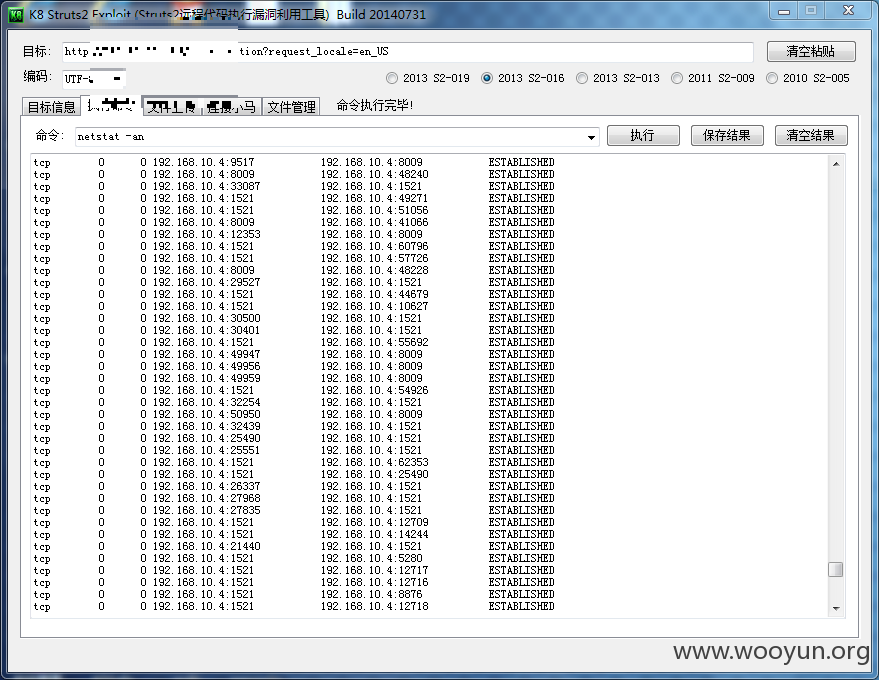 K8 Struts2 Exploit (Struts2远程代码执行漏洞利用工具) Build 20140731
目标: http tion?request_locale=en_US 清空粘贴
编码: UTF- 2013 S2-019 2013 S2-016 2013 S2-013 2011 S2-009 2010 S2-005
目标信息 文件上传 连接小马 文件管理 命令执行完毕!
命令: netstat -an 执行 保存结果 清空结果
tcp 0 0 192.168.10.4:9517 192.168.10.4:8009 ESTABLISHED
tcp 0 0 192.168.10.4:8009 192.168.10.4:48240 ESTABLISHED
tcp 0 0 192.168.10.4:33087 192.168.10.4:1521 ESTABLISHED
tcp 0 0 192.168.10.4:1521 192.168.10.4:49271 ESTABLISHED
tcp 0 0 192.168.10.4:1521 192.168.10.4:51056 ESTABLISHED
tcp 0 0 192.168.10.4:8009 192.168.10.4:41066 ESTABLISHED
tcp 0 0 192.168.10.4:12353 192.168.10.4:8009 ESTABLISHED
tcp 0 0 192.168.10.4:1521 192.168.10.4:60796 ESTABLISHED
tcp 0 0 192.168.10.4:1521 192.168.10.4:57726 ESTABLISHED
tcp 0 0 192.168.10.4:8009 192.168.10.4:48228 ESTABLISHED
tcp 0 0 192.168.10.4:29527 192.168.10.4:1521 ESTABLISHED
tcp 0 0 192.168.10.4:1521 192.168.10.4:44679 ESTABLISHED
tcp 0 0 192.168.10.4:1521 192.168.10.4:10627 ESTABLISHED
tcp 0 0 192.168.10.4:30500 192.168.10.4:1521 ESTABLISHED
tcp 0 0 192.168.10.4:30401 192.168.10.4:1521 ESTABLISHED
tcp 0 0 192.168.10.4:1521 192.168.10.4:55692 ESTABLISHED
tcp 0 0 192.168.10.4:49947 192.168.10.4:8009 ESTABLISHED
tcp 0 0 192.168.10.4:49956 192.168.10.4:8009 ESTABLISHED
tcp 0 0 192.168.10.4:49959 192.168.10.4:8009 ESTABLISHED
tcp 0 0 192.168.10.4:1521 192.168.10.4:54926 ESTABLISHED
tcp 0 0 192.168.10.4:32254 192.168.10.4:1521 ESTABLISHED
tcp 0 0 192.168.10.4:50950 192.168.10.4:8009 ESTABLISHED
tcp 0 0 192.168.10.4:32439 192.168.10.4:1521 ESTABLISHED
tcp 0 0 192.168.10.4:25490 192.168.10.4:1521 ESTABLISHED
tcp 0 0 192.168.10.4:25551 192.168.10.4:1521 ESTABLISHED
tcp 0 0 192.168.10.4:1521 192.168.10.4:62353 ESTABLISHED
tcp 0 0 192.168.10.4:1521 192.168.10.4:25490 ESTABLISHED
tcp 0 0 192.168.10.4:26337 192.168.10.4:1521 ESTABLISHED
tcp 0 0 192.168.10.4:27968 192.168.10.4:1521 ESTABLISHED
tcp 0 0 192.168.10.4:27835 192.168.10.4:1521 ESTABLISHED
tcp 0 0 192.168.10.4:1521 192.168.10.4:12709 ESTABLISHED
tcp 0 0 192.168.10.4:1521 192.168.10.4:14244 ESTABLISHED
tcp 0 0 192.168.10.4:21440 192.168.10.4:1521 ESTABLISHED
tcp 0 0 192.168.10.4:1521 192.168.10.4:5280 ESTABLISHED
tcp 0 0 192.168.10.4:1521 192.168.10.4:12717 ESTABLISHED
tcp 0 0 192.168.10.4:1521 192.168.10.4:12716 ESTABLISHED
tcp 0 0 192.168.10.4:1521 192.168.10.4:8876 ESTABLISHED
tcp 0 0 192.168.10.4:1521 192.168.10.4:12718 ESTABLISHED
www.wooyun.org